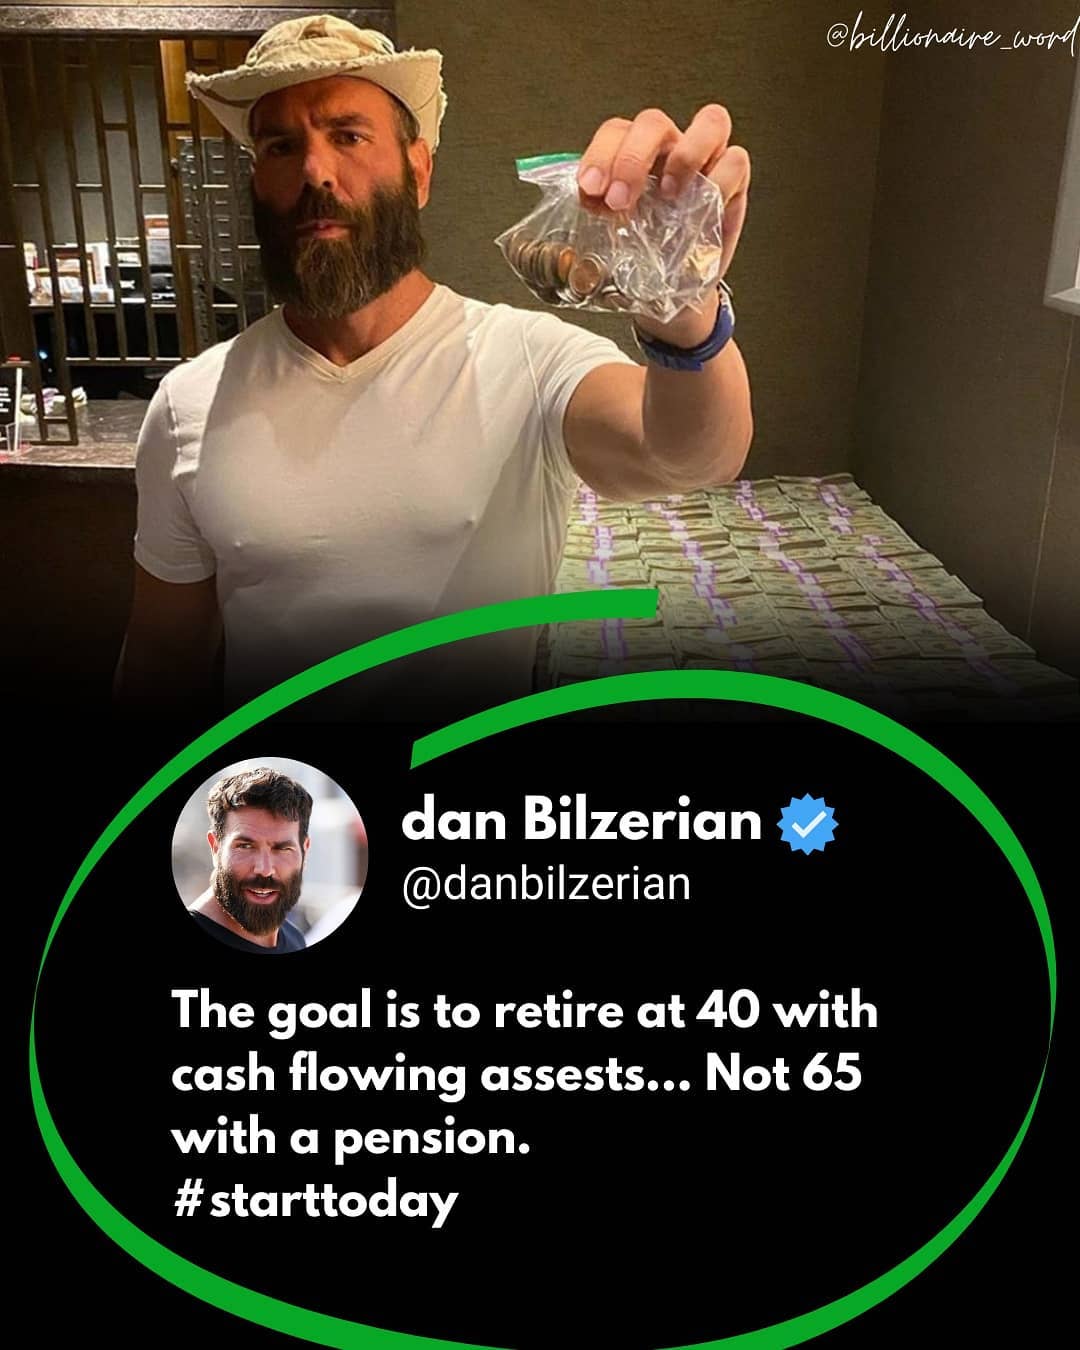 @billionaire_word
dan Bilzerian
@danbilzerian
The goal is to retire at 40 with
cash flowing assests... Not 65
with a pension.
#starttoday